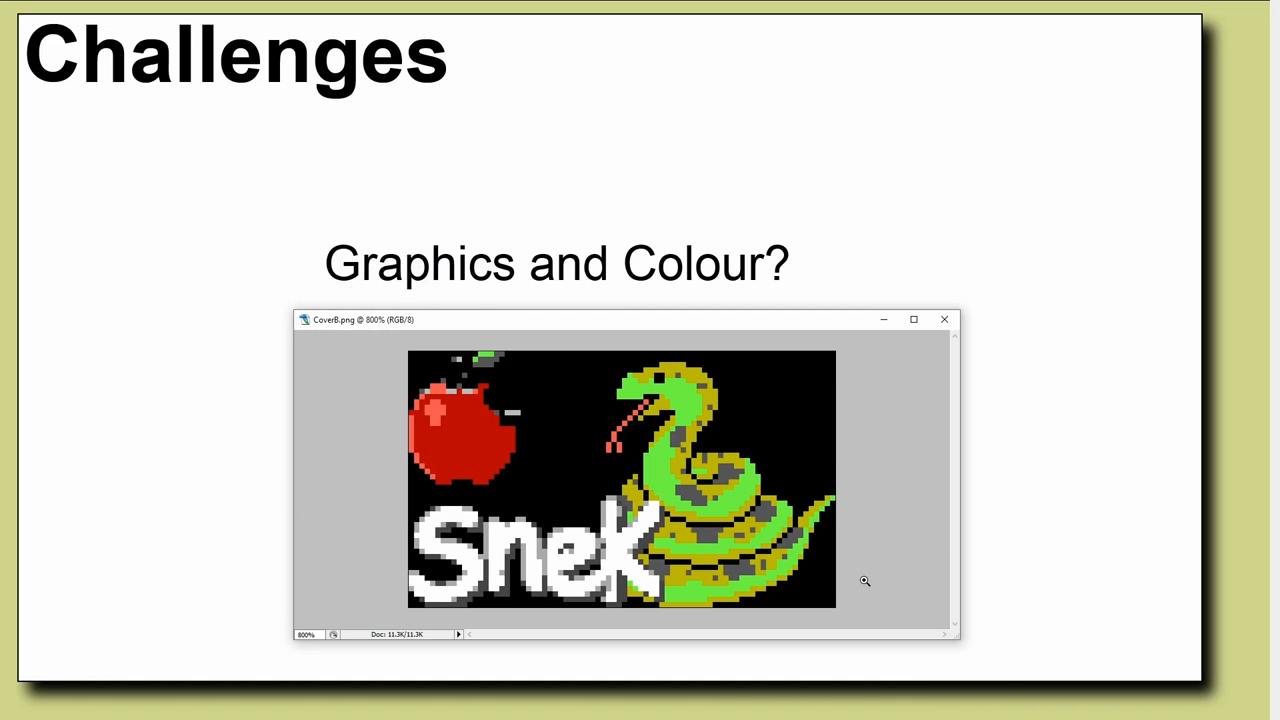 Challenges
Graphics and Colour?
CoverB.png @ 800% (RGB/8)
Snek
800%
Doc: 11.3K/11.3K